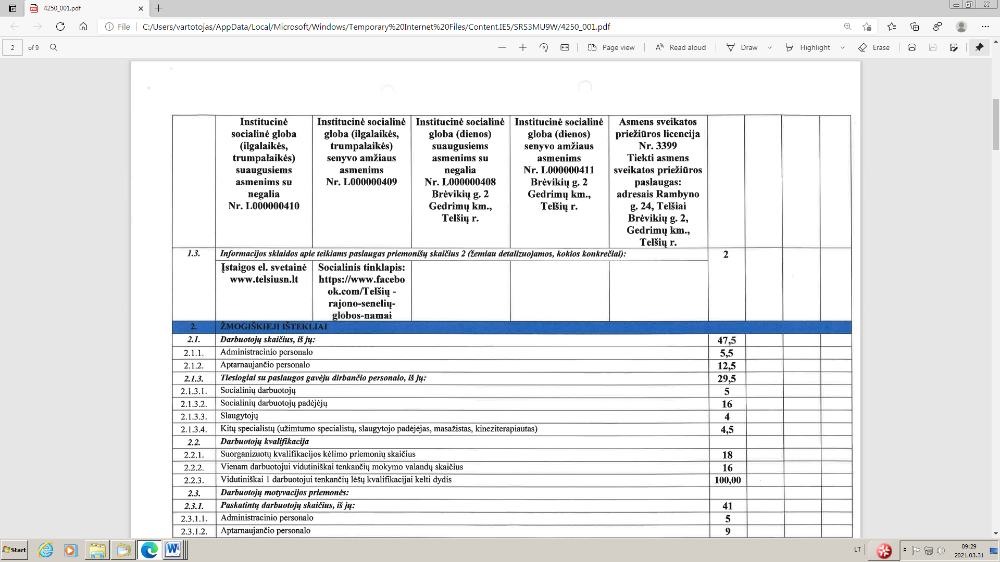 4250_001.pdf
File
C:/Users/vartotojas/AppData/Local/Microsoft/Windows/Temporary%20Internet%20Files/Content.IE5/SRS3MU9W/4250_001.pdf
2 of 9
Page view
Read aloud
Draw
Highlight
Erase
Institucinė
socialinė globa
(ilgalaikės,
trumpalaikės)
suaugusiems
asmenims su
negalia
Nr. L000000410
Institucinė socialinė
globa (ilgalaikės,
trumpalaikės)
senyvo amžiaus
asmenims
Nr. L000000409
Institucinė socialinė
globa (dienos)
suaugusiems
asmenims su
negalia
Nr. L000000408
Brėvikių g. 2
Gedrimų km.,
Telšių r.
Institucinė socialinė
globa (dienos)
senyvo amžiaus
asmenims
Nr. L000000411
Brėvikių g. 2
Gedrimų km.,
Telšių r.
Asmens sveikatos
priežiūros licencija
Nr. 3399
Tiekti asmens
sveikatos priežiūros
paslaugas:
adresais Rambyno
g. 24, Telšiai
Brėvikių g. 2,
Gedrimų km.,
Telšių r.
1.3. Informacijos sklaidos apie teikiams paslaugas priemonišų skaičius 2 (žemiau detalizuojamos, kokios konkrečiai): 2
Įstaigos el. svetainė
www.telsiusn.lt
Socialinis tinklapis:
https://www.facebo
ok.com/Telšių -
rajono-senelių-
globos-namai
2. ŽMOGIŠKIEJI IŠTEKLIAI
2.1. Darbuotojų skaičius, iš jų: 47,5
2.1.1. Administracinio personalo 5,5
2.1.2. Aptarnaujančio personalo 12,5
2.1.3. Tiesiogiai su paslaugos gavėju dirbančio personalo, iš jų: 29,5
2.1.3.1. Socialinių darbuotojų 5
2.1.3.2. Socialinių darbuotojų padėjėjų 16
2.1.3.3. Slaugytojų 4
2.1.3.4. Kitų specialistų (užimtumo specialistų, slaugytojo padėjėjas, masažistas, kineziterapiautas) 4,5
2.2. Darbuotojų kvalifikacija
2.2.1. Suorganizuotų kvalifikacijos kėlimo priemonių skaičius 18
2.2.2. Vienam darbuotojui vidutiniškai tenkančių mokymo valandų skaičius 16
2.2.3. Vidutiniškai 1 darbuotojui tenkančių lėšų kvalifikacijai kelti dydis 100,00
2.3. Darbuotojų motyvacijos priemonės:
2.3.1. Paskatintų darbuotojų skaičius, iš jų: 41
2.3.1.1. Administracinio personalo 5
2.3.1.2. Aptarnaujančio personalo 9
Start
LT
09:29
2021.03.31